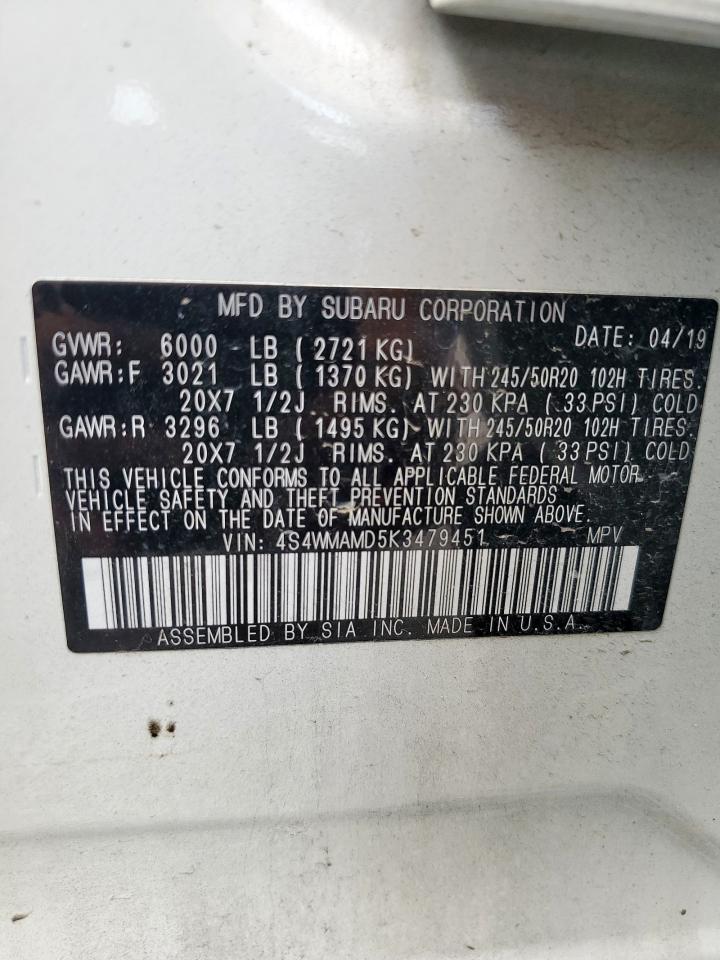 MFD BY SUBARU CORPORATION
DATE: 04/19
GVWR: 6000 LB ( 2721 KG)
GAWR:F 3021 LB ( 1370 KG) WITH 245/50R20 102H TIRES.
20X7 1/2J RIMS. AT 230 KPA ( 33 PSI) COLD
GAWR:R 3296 LB ( 1495 KG) WITH 245/50R20 102H TIRES.
20X7 1/2J RIMS. AT 230 KPA ( 33 PSI) COLD
THIS VEHICLE CONFORMS TO ALL APPLICABLE FEDERAL MOTOR
VEHICLE SAFETY AND THEFT PREVENTION STANDARDS
IN EFFECT ON THE DATE OF MANUFACTURE SHOWN ABOVE.
VIN: 4S4WMAMD5K3479451 MPV
ASSEMBLED BY SIA INC. MADE IN U.S.A.